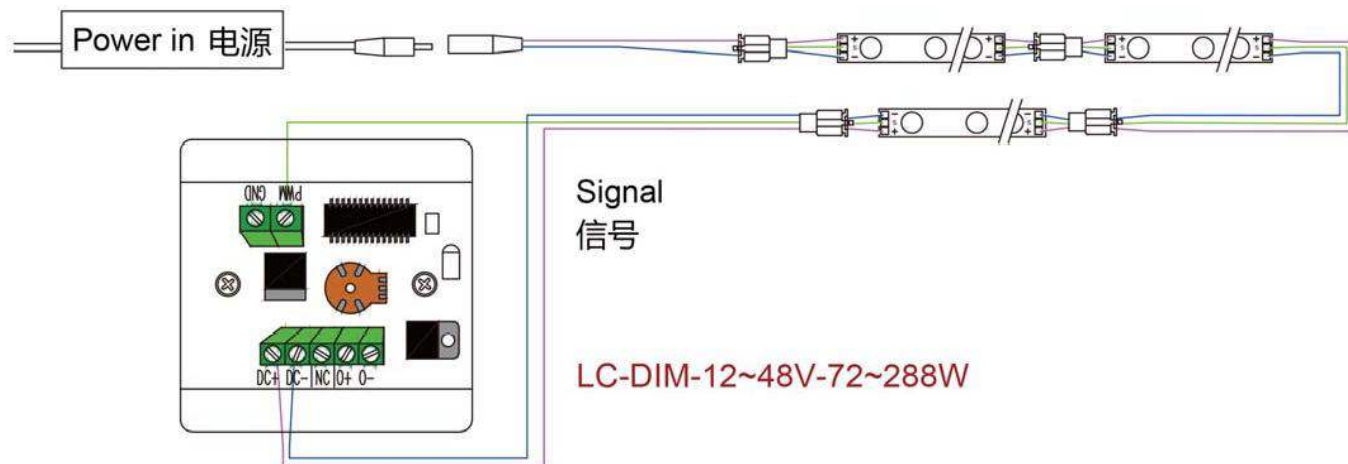 Power in 电源
+ S -
+ S -
+ S -
+ S -
- S +
- S +
GND PWM
Signal
信号
LC-DIM-12~48V-72~288W
DC+ DC- NC O+ O-